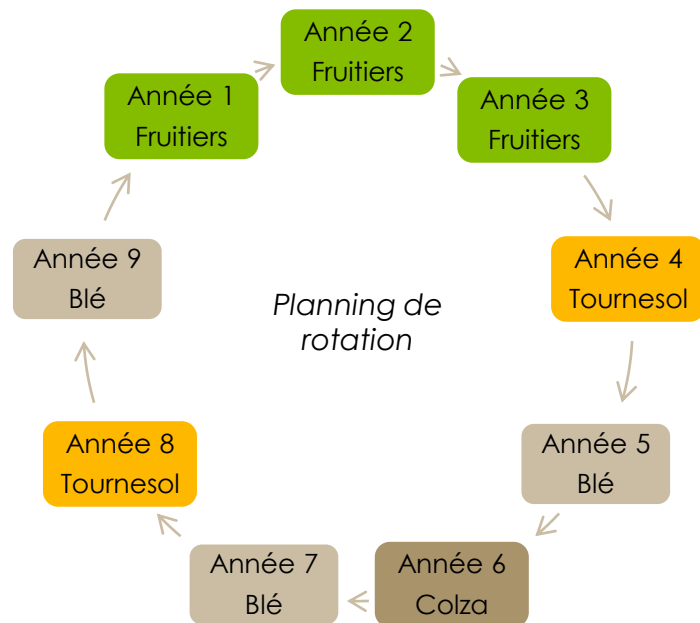 Année 1
Fruitiers
Année 2
Fruitiers
Année 3
Fruitiers
Année 4
Tournesol
Année 5
Blé
Année 6
Colza
Année 7
Blé
Année 8
Tournesol
Année 9
Blé
Planning de
rotation